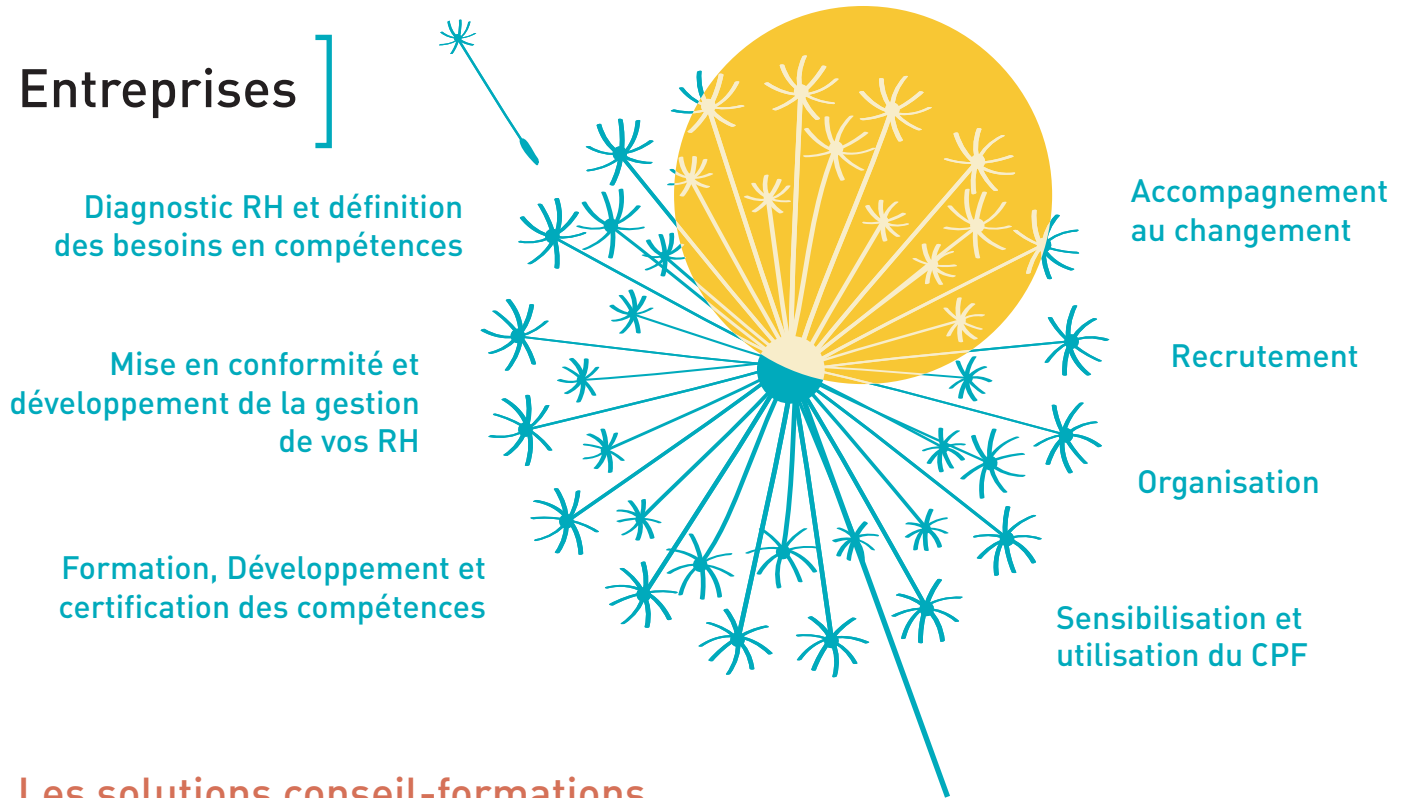 Entreprises
Diagnostic RH et définition
des besoins en compétences
Mise en conformité et
développement de la gestion
de vos RH
Formation, Développement et
certification des compétences
Accompagnement
au changement
Recrutement
Organisation
Sensibilisation et
utilisation du CPF
Les solutions conseil-formations